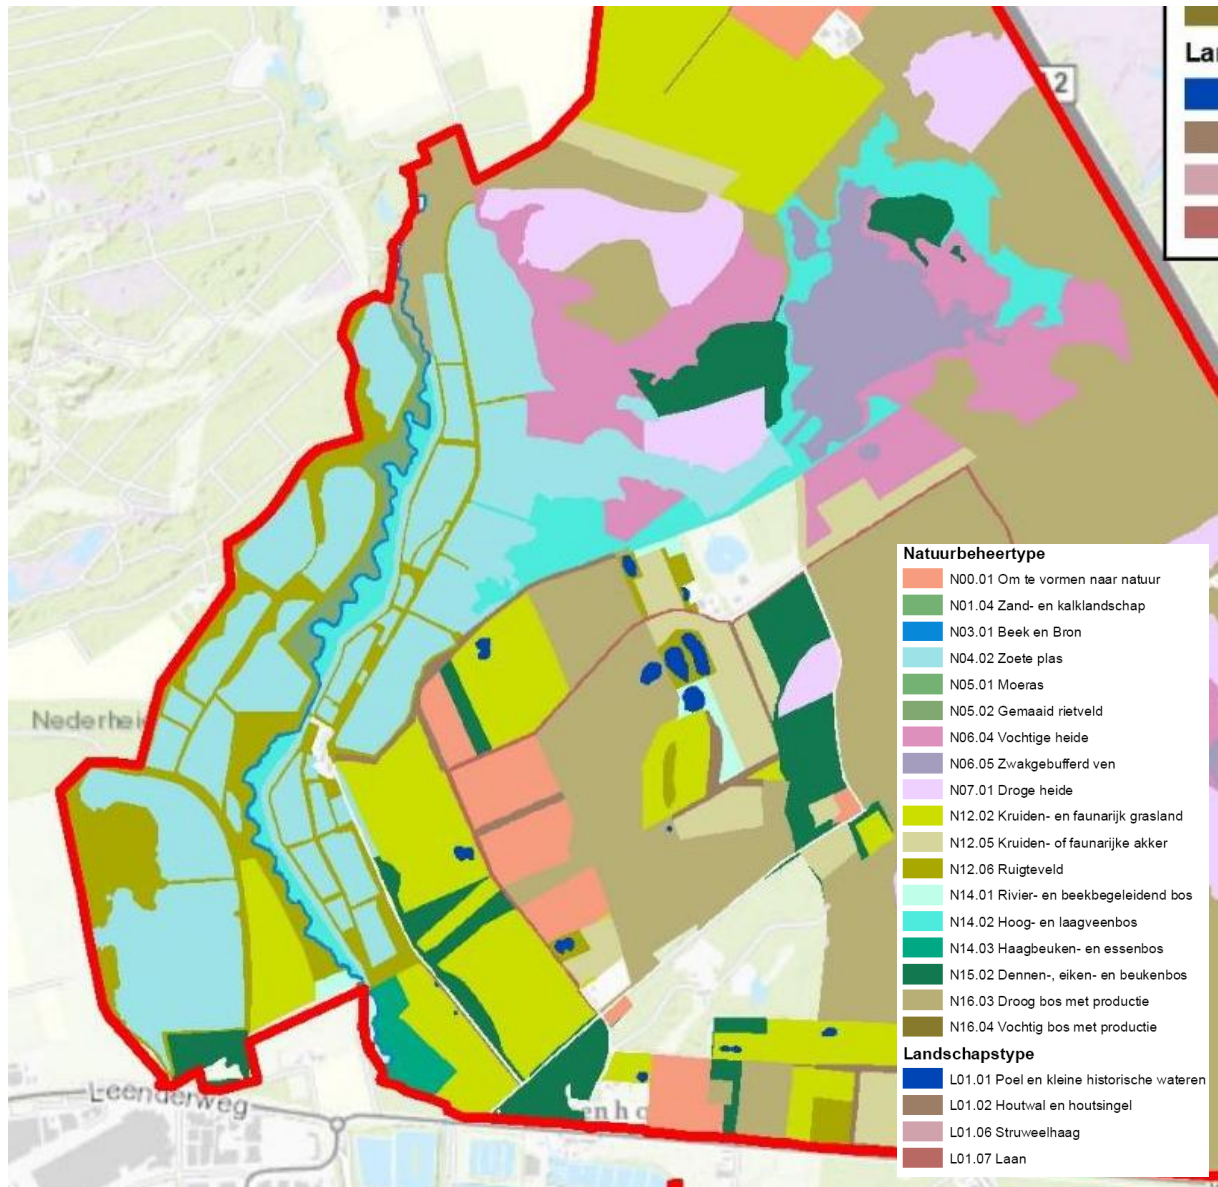 Lar
A2
Nederhei
Natuurbeheertype
N00.01 Om te vormen naar natuur
N01.04 Zand- en kalklandschap
N03.01 Beek en Bron
N04.02 Zoete plas
N05.01 Moeras
N05.02 Gemaaid rietveld
N06.04 Vochtige heide
N06.05 Zwakgebufferd ven
N07.01 Droge heide
N12.02 Kruiden- en faunarijk grasland
N12.05 Kruiden- of faunarijke akker
N12.06 Ruigteveld
N14.01 Rivier- en beekbegeleidend bos
N14.02 Hoog- en laagveenbos
N14.03 Haagbeuken- en essenbos
N15.02 Dennen-, eiken- en beukenbos
N16.03 Droog bos met productie
N16.04 Vochtig bos met productie
Landschapstype
L01.01 Poel en kleine historische wateren
L01.02 Houtwal en houtsingel
L01.06 Struweelhaag
L01.07 Laan
Leenderweg
enho